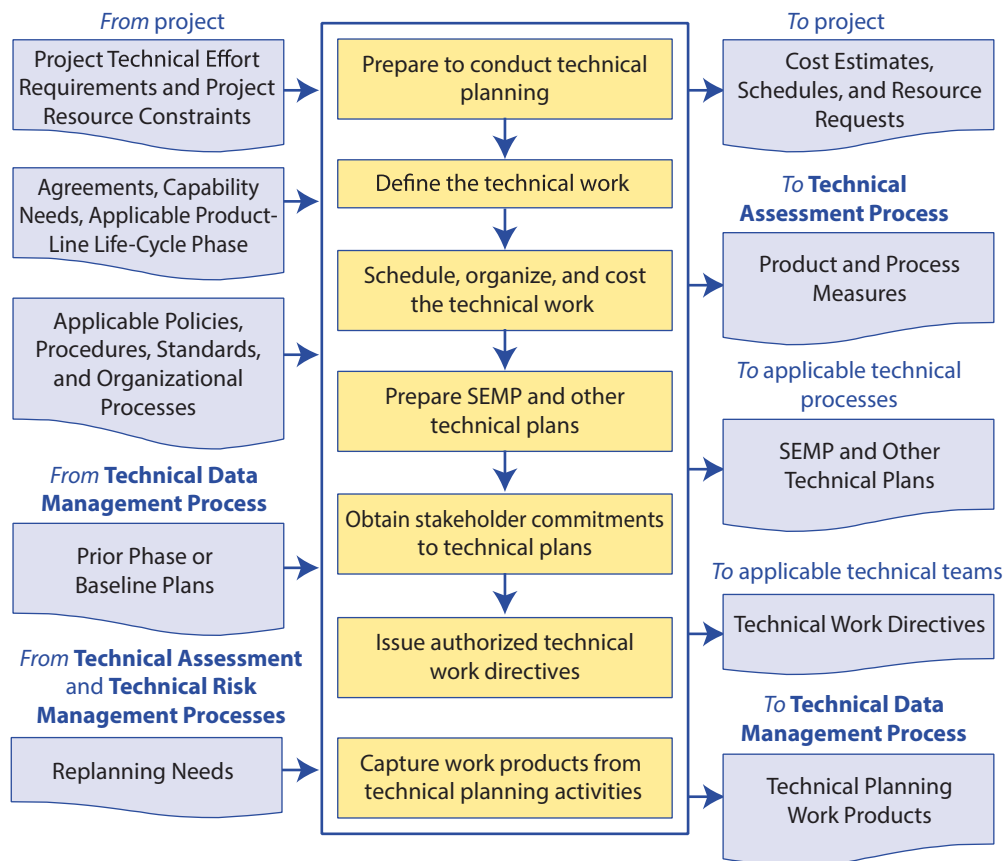 From project
Project Technical Effort
Requirements and Project
Resource Constraints
Agreements, Capability
Needs, Applicable Product-
Line Life-Cycle Phase
Applicable Policies,
Procedures, Standards,
and Organizational
Processes
From Technical Data
Management Process
Prior Phase or
Baseline Plans
From Technical Assessment
and Technical Risk
Management Processes
Replanning Needs
Prepare to conduct technical
planning
Define the technical work
Schedule, organize, and cost
the technical work
Prepare SEMP and other
technical plans
Obtain stakeholder commitments
to technical plans
Issue authorized technical
work directives
Capture work products from
technical planning activities
To project
Cost Estimates,
Schedules, and Resource
Requests
To Technical
Assessment Process
Product and Process
Measures
To applicable technical
processes
SEMP and Other
Technical Plans
To applicable technical teams
Technical Work Directives
To Technical Data
Management Process
Technical Planning
Work Products